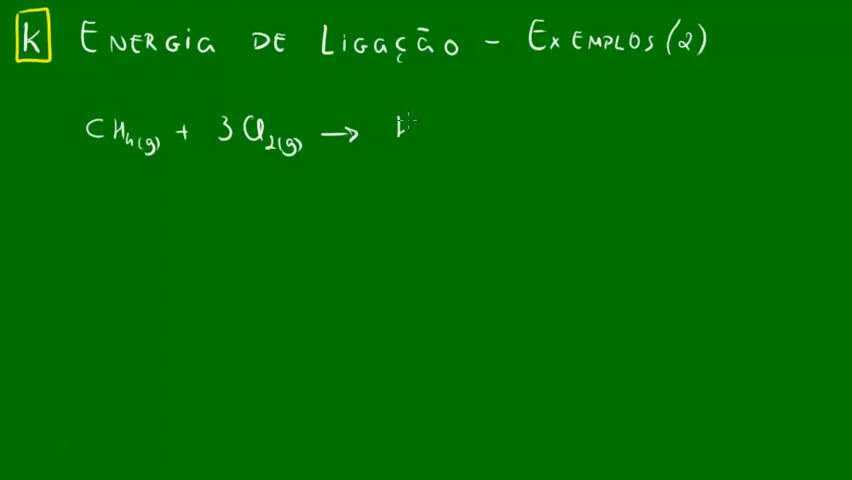 K ENERGIA DE LIGAÇÃO - EXEMPLOS (2)
CH4(g) + 3 Cl2(g) →